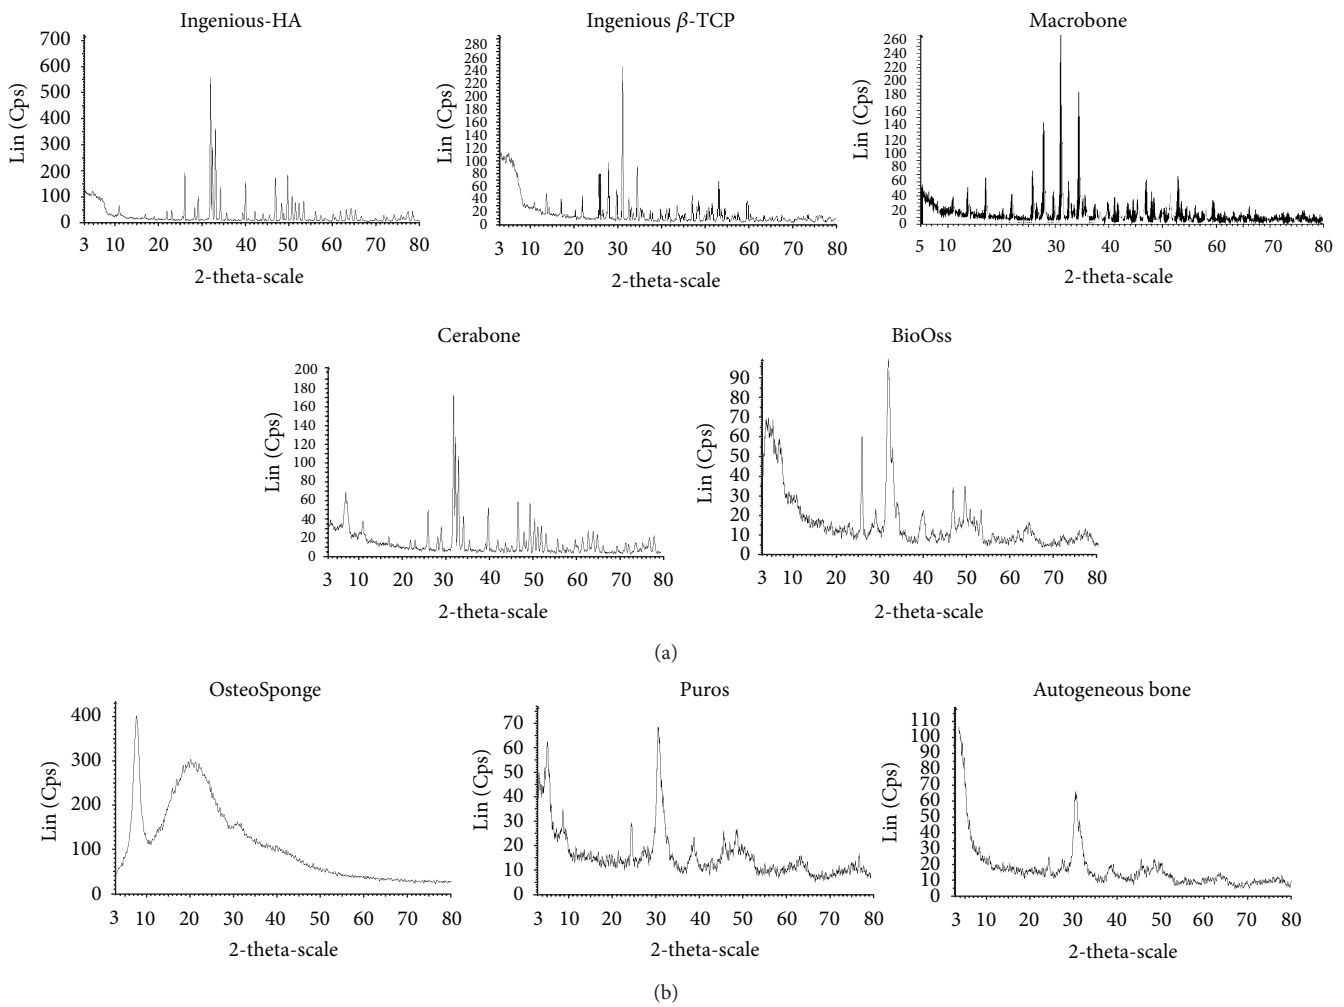 Ingenious-HA
Lin (Cps)
700
600
500
400
300
200
100
0
3 10 20 30 40 50 60 70 80
2-theta-scale
Ingenious β-TCP
Lin (Cps)
280
260
240
220
200
180
160
140
120
100
80
60
40
20
0
3 10 20 30 40 50 60 70 80
2-theta-scale
Macrobone
Lin (Cps)
260
240
220
200
180
160
140
120
100
80
60
40
20
0
5 10 20 30 40 50 60 70 80
2-theta-scale
Cerabone
Lin (Cps)
200
180
160
140
120
100
80
60
40
20
0
3 10 20 30 40 50 60 70 80
2-theta-scale
BioOss
Lin (Cps)
90
80
70
60
50
40
30
20
10
0
3 10 20 30 40 50 60 70 80
2-theta-scale
(a)
OsteoSponge
Lin (Cps)
400
300
200
100
0
3 10 20 30 40 50 60 70 80
2-theta-scale
Puros
Lin (Cps)
70
60
50
40
30
20
10
0
3 10 20 30 40 50 60 70 80
2-theta-scale
Autogeneous bone
Lin (Cps)
110
100
90
80
70
60
50
40
30
20
10
0
3 10 20 30 40 50 60 70 80
2-theta-scale
(b)